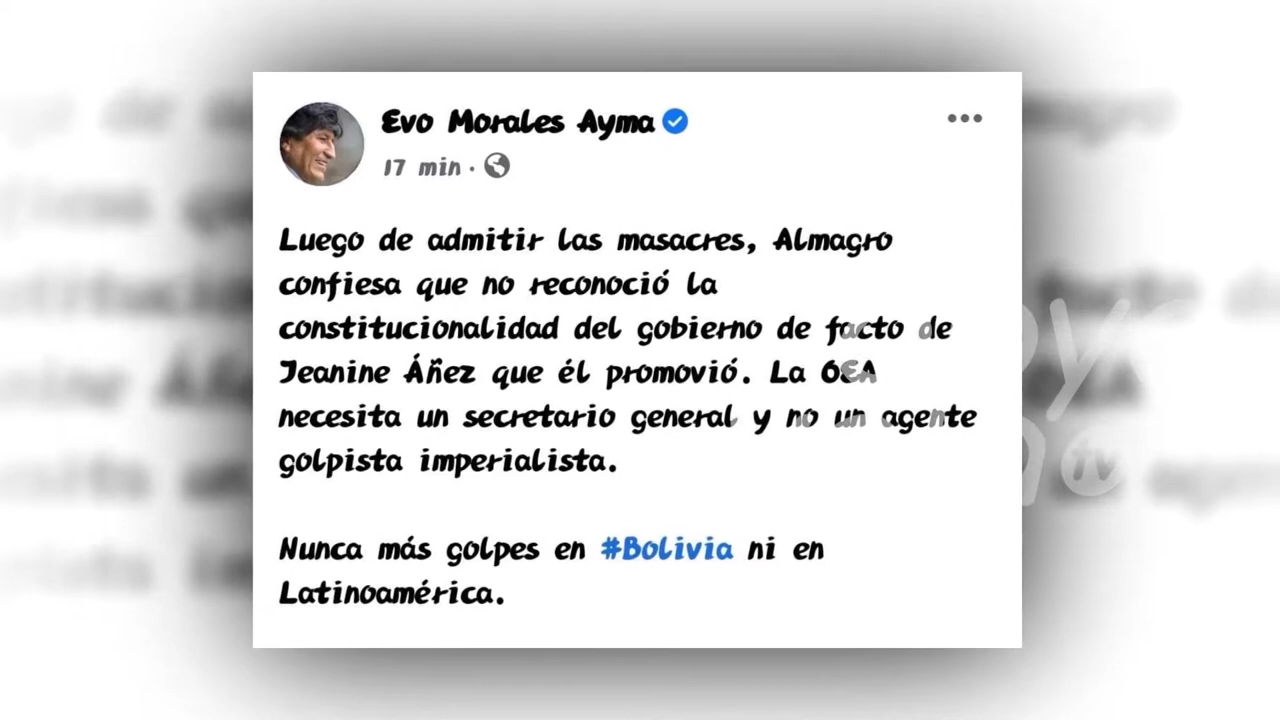 Evo Morales Ayma
17 min ·
Luego de admitir las masacres, Almagro
confiesa que no reconoció la
constitucionalidad del gobierno de facto de
Jeanine Áñez que él promovió. La OEA
necesita un secretario general y no un agente
golpista imperialista.
Nunca más golpes en #Bolivia ni en
Latinoamérica.